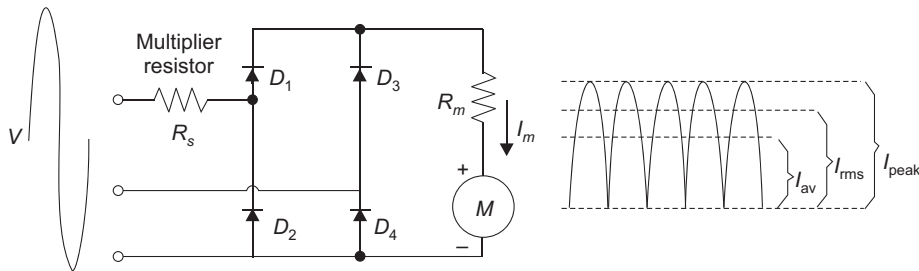 Multiplier
resistor
V
R_s
D_1
D_3
D_2
D_4
R_m
I_m
+
M
–
I_av
I_rms
I_peak